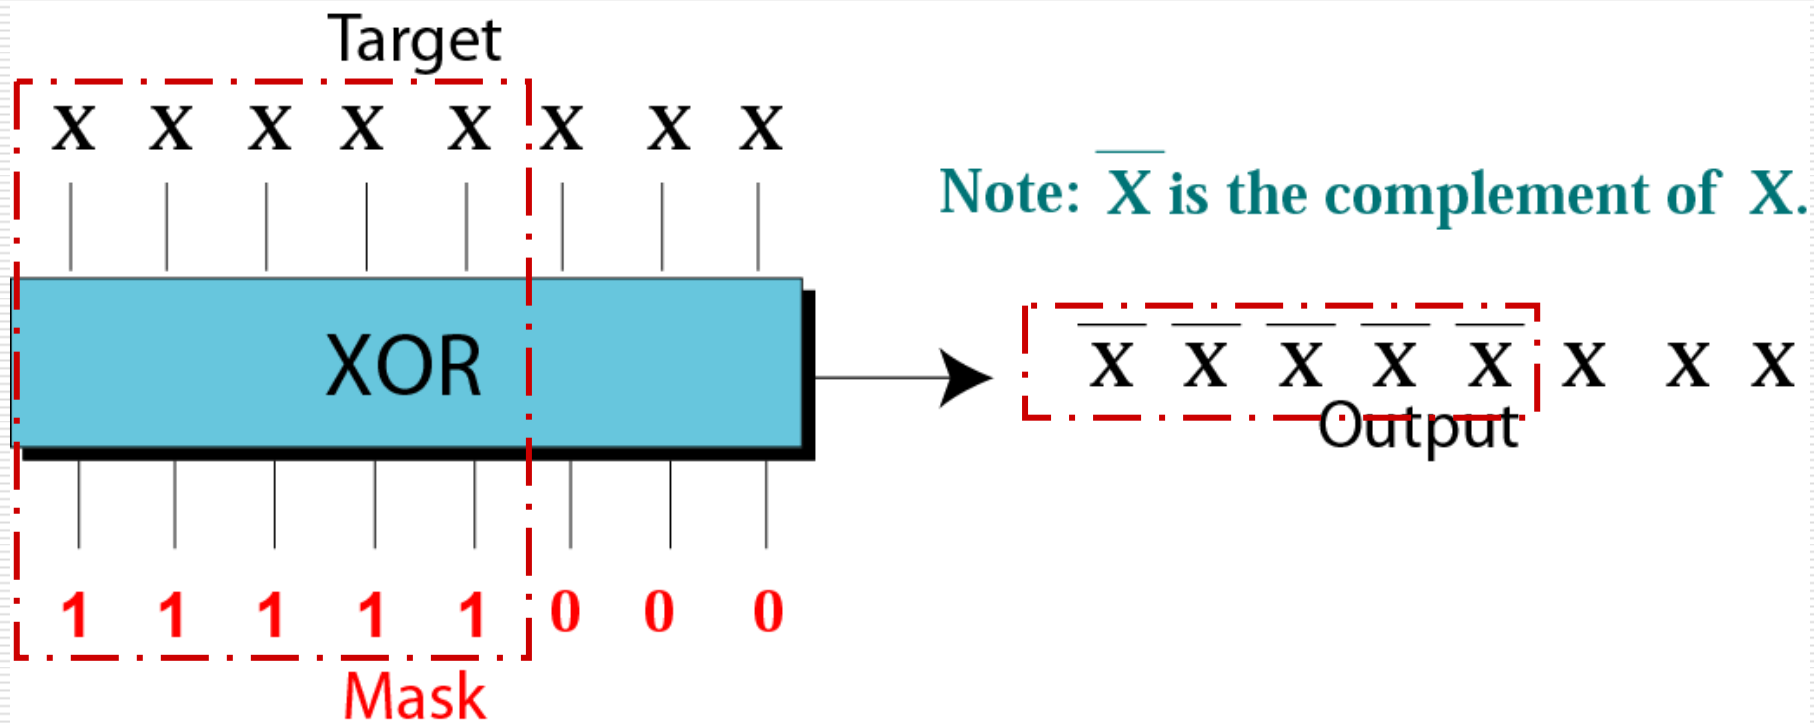 Target
X X X X X X X X
Note: X̅ is the complement of X.
XOR
X̅ X̅ X̅ X̅ X̅ X X X
Output
1 1 1 1 1 0 0 0
Mask